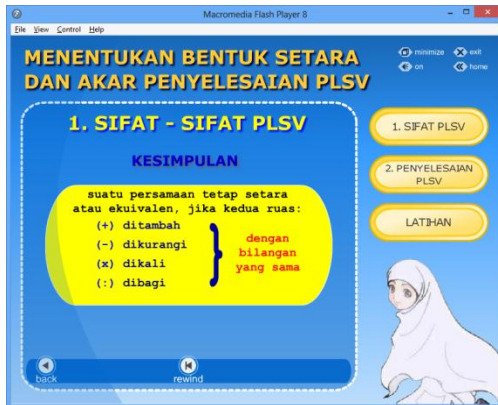 Macromedia Flash Player 8
File View Control Help
MENENTUKAN BENTUK SETARA
DAN AKAR PENYELESAIAN PLSV
minimize exit
on home
1. SIFAT - SIFAT PLSV
KESIMPULAN
suatu persamaan tetap setara
atau ekuivalen, jika kedua ruas:
(+) ditambah
(-) dikurangi
(x) dikali
(:) dibagi
dengan
bilangan
yang sama
back
rewind
1. SIFAT PLSV
2. PENYELESAIAN
PLSV
LATIHAN